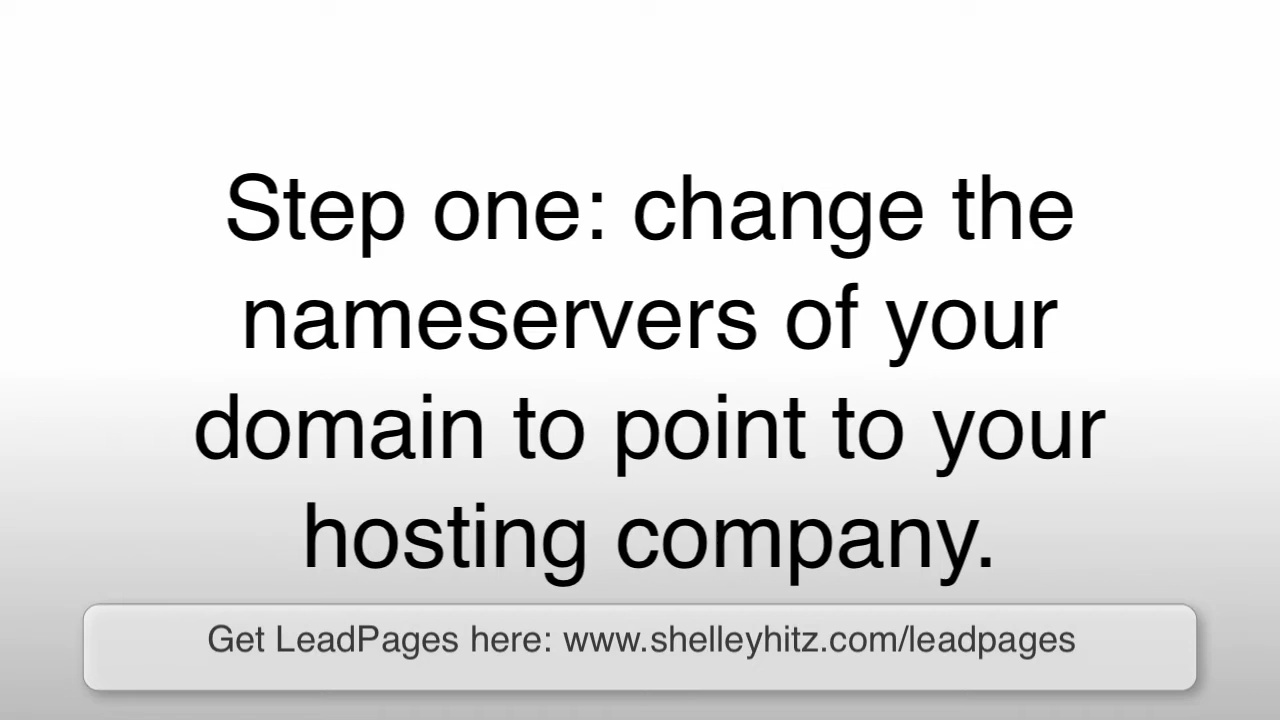 Step one: change the
nameservers of your
domain to point to your
hosting company.
Get LeadPages here: www.shelleyhitz.com/leadpages